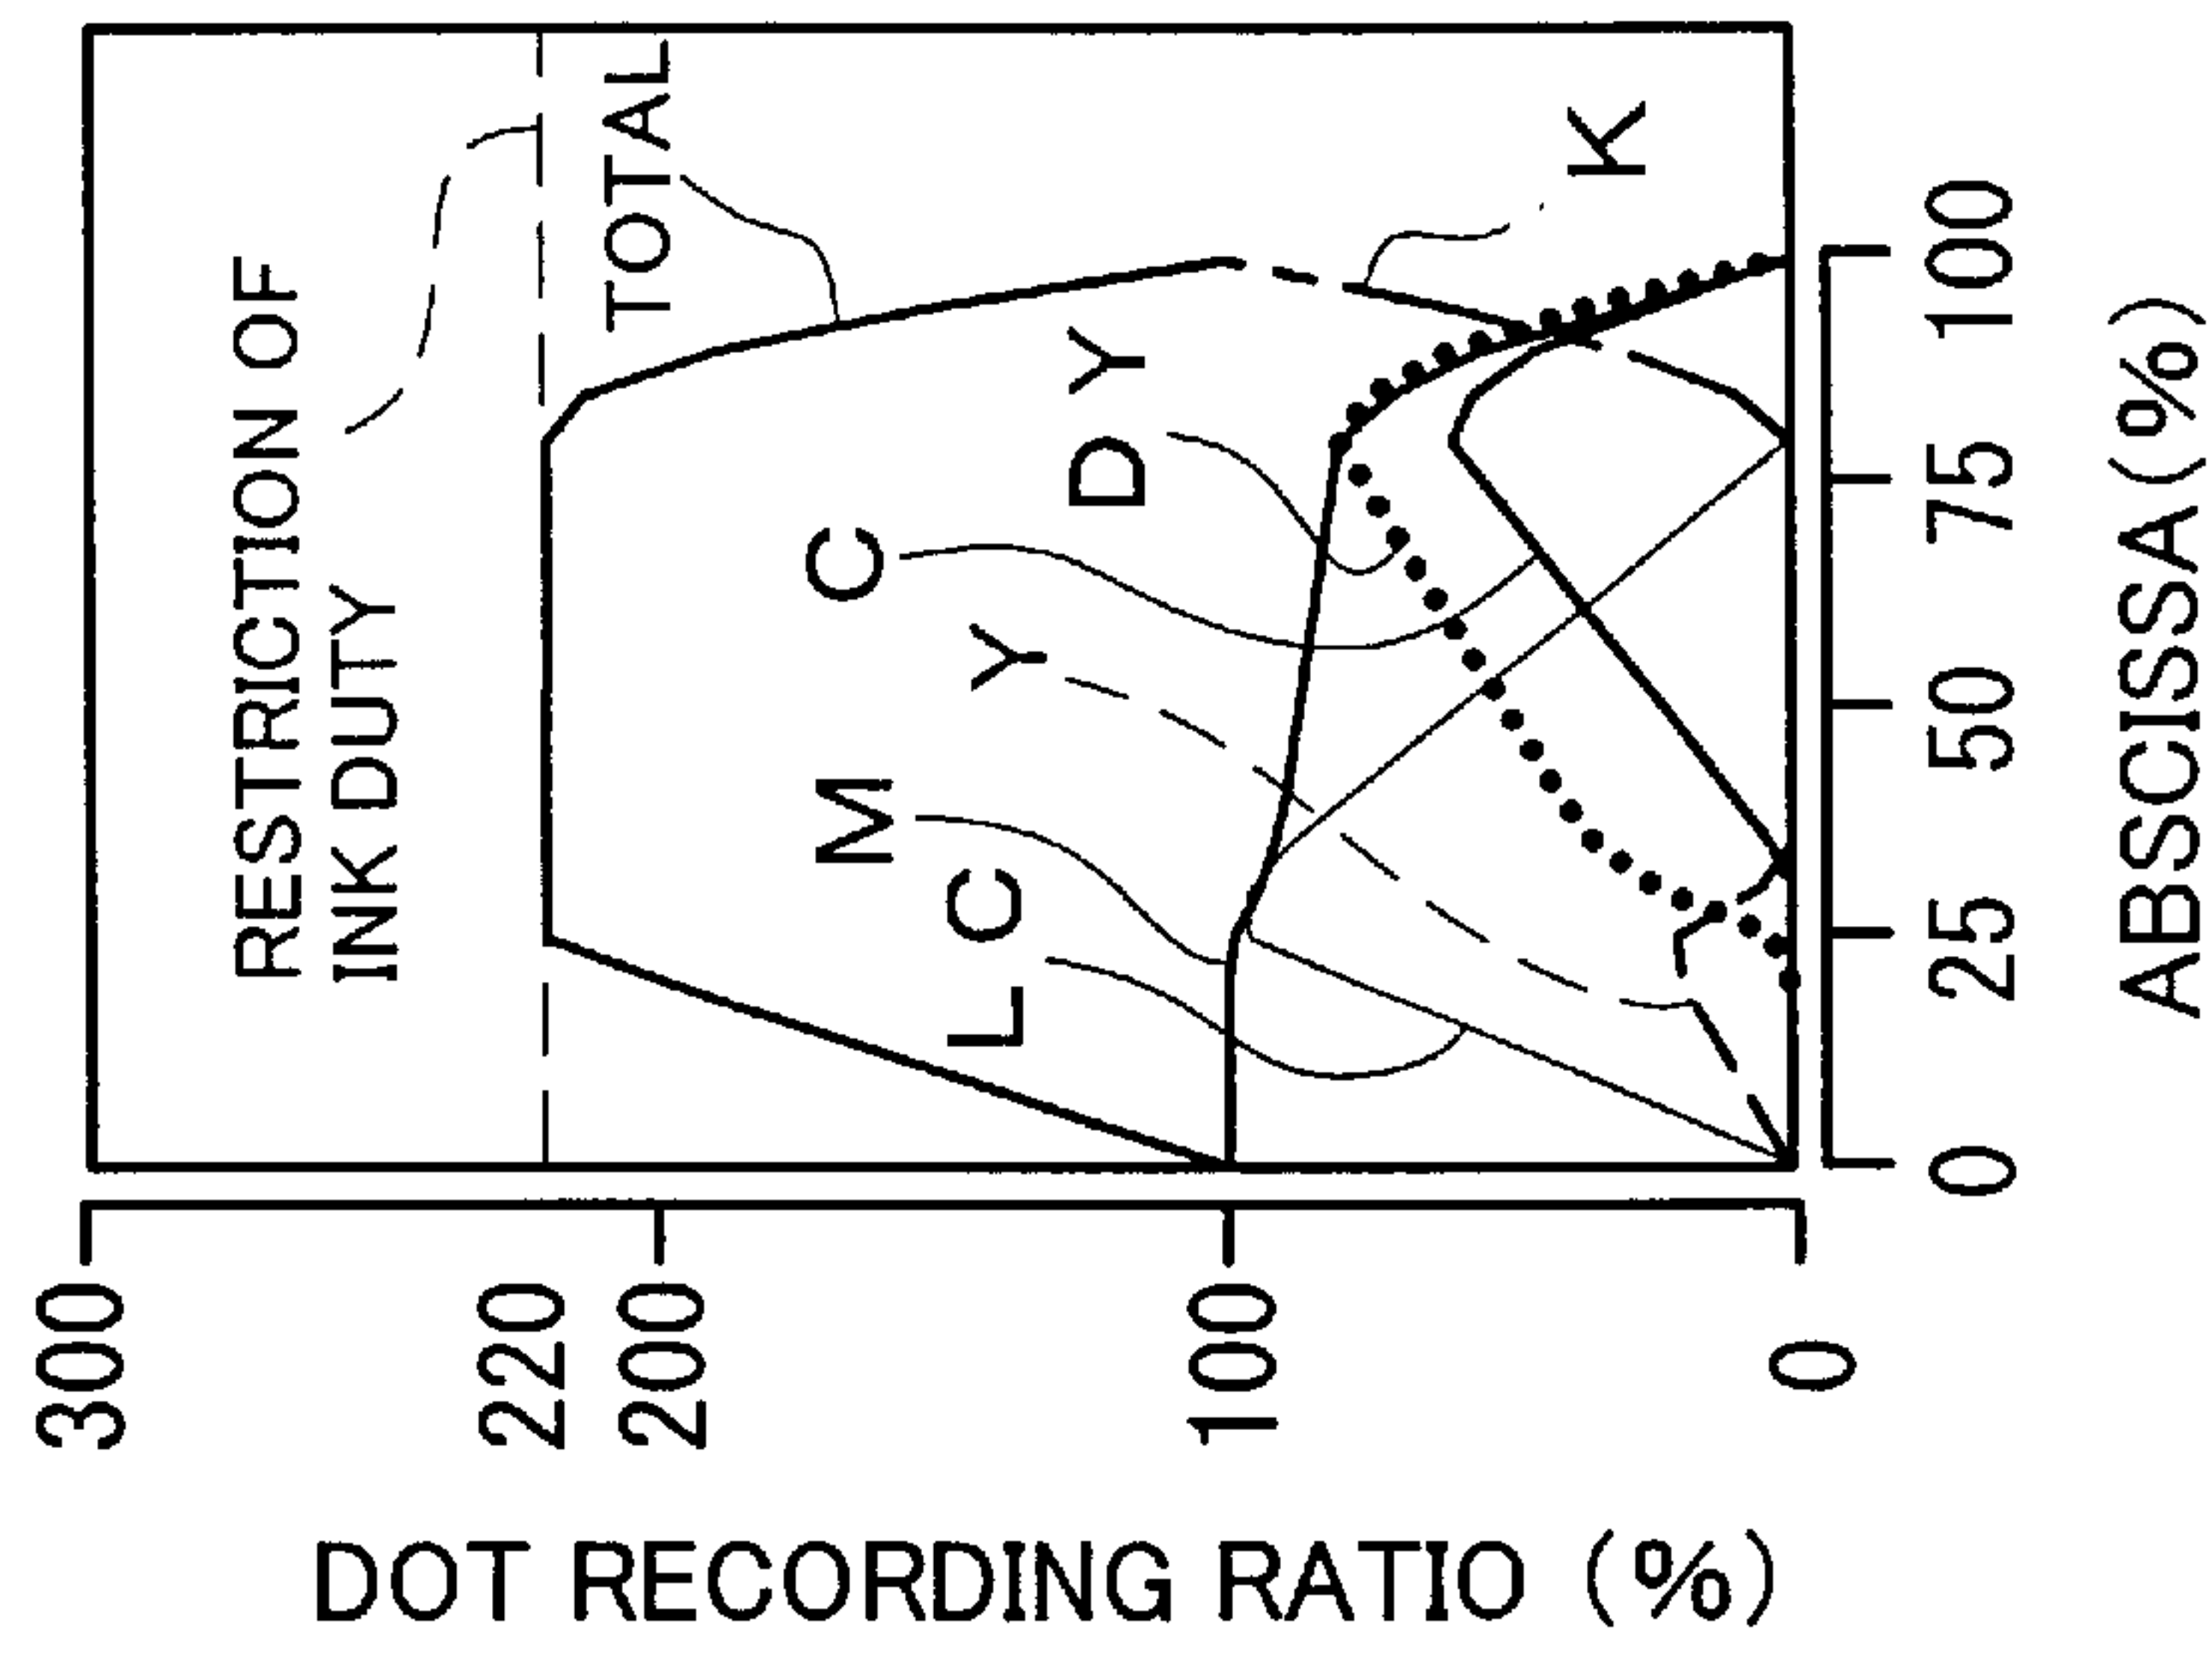 RESTRICTION OF
INK DUTY
TOTAL
C
DY
M
Y
LC
K
300
220
200
100
0
DOT RECORDING RATIO (%)
0 25 50 75 100
ABSCISSA (%)